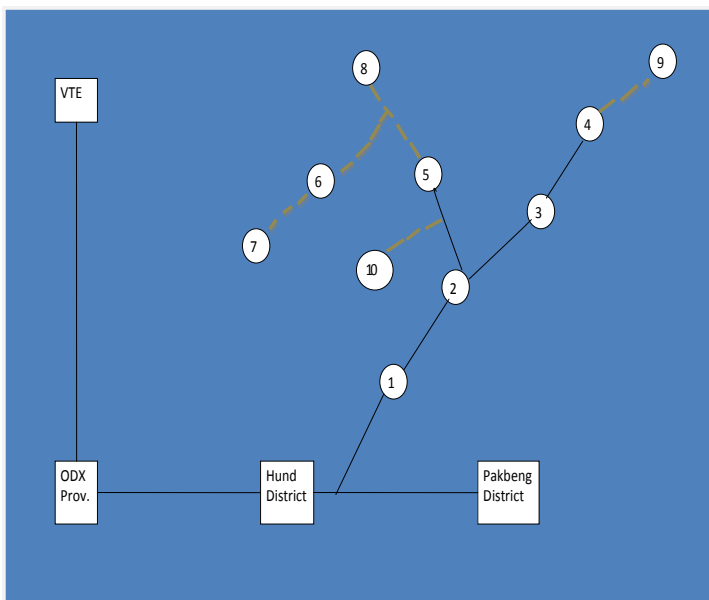 VTE
8
9
4
5
6
3
7
10
2
1
ODX
Prov.
Hund
District
Pakbeng
District